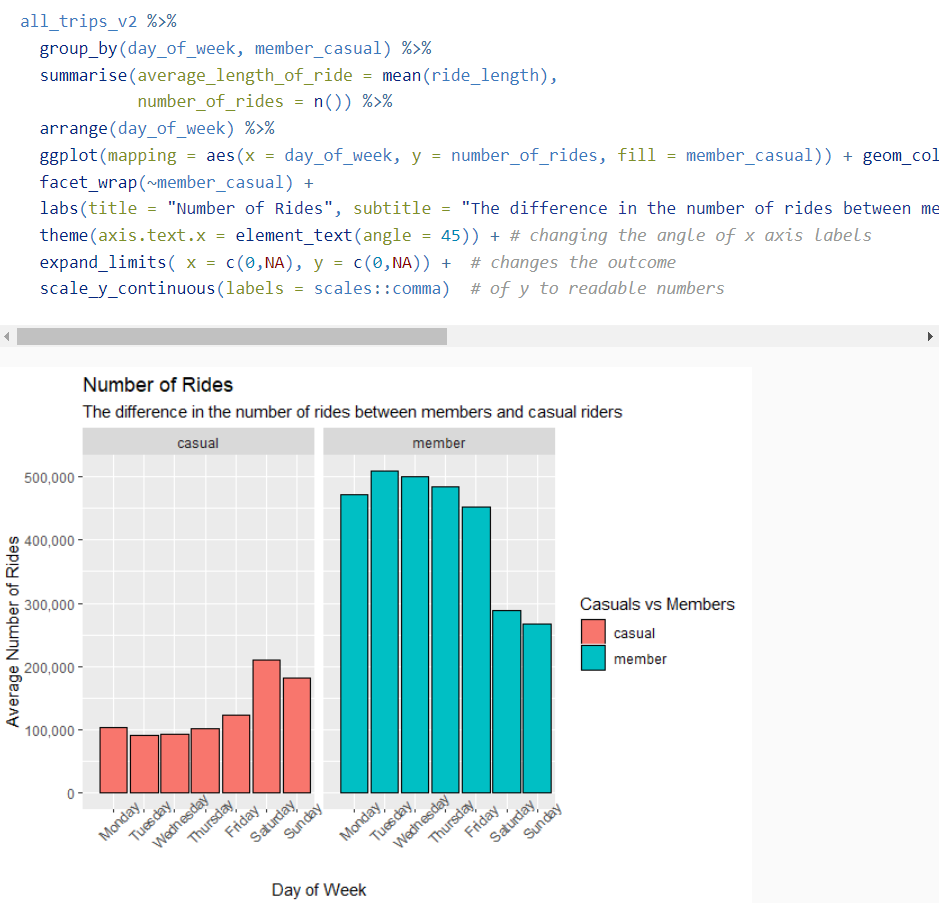 all_trips_v2 %>%
group_by(day_of_week, member_casual) %>%
summarise(average_length_of_ride = mean(ride_length),
number_of_rides = n()) %>%
arrange(day_of_week) %>%
ggplot(mapping = aes(x = day_of_week, y = number_of_rides, fill = member_casual)) + geom_col
facet_wrap(~member_casual) +
labs(title = "Number of Rides", subtitle = "The difference in the number of rides between me
theme(axis.text.x = element_text(angle = 45)) + # changing the angle of x axis labels
expand_limits( x = c(0,NA), y = c(0,NA)) +  # changes the outcome
scale_y_continuous(labels = scales::comma)  # of y to readable numbers
Number of Rides
The difference in the number of rides between members and casual riders
casual
member
500,000
400,000
300,000
200,000
100,000
0
Average Number of Rides
Monday
Tuesday
Wednesday
Thursday
Friday
Saturday
Sunday
Monday
Tuesday
Wednesday
Thursday
Friday
Saturday
Sunday
Day of Week
Casuals vs Members
casual
member